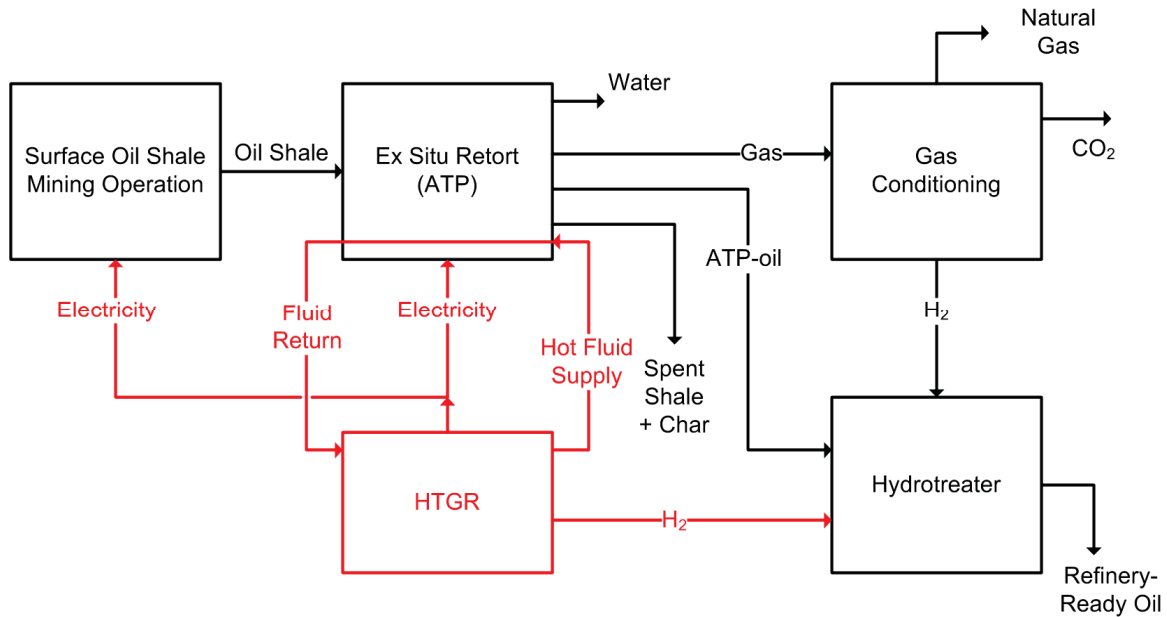 Natural
Gas
Water
Surface Oil Shale
Mining Operation
Oil Shale
Ex Situ Retort
(ATP)
Gas
Gas
Conditioning
CO₂
ATP-oil
Electricity
Fluid
Return
Electricity
Hot Fluid
Supply
H₂
Spent
Shale
+ Char
HTGR
H₂
Hydrotreater
Refinery-
Ready Oil